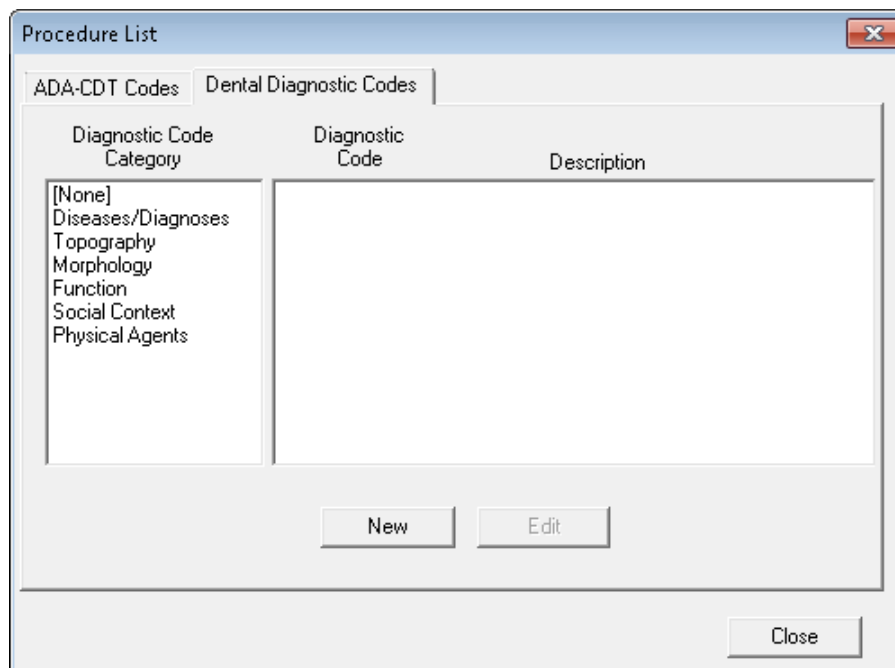 Procedure List
ADA-CDT Codes
Dental Diagnostic Codes
Diagnostic Code
Category
Diagnostic
Code
Description
[None]
Diseases/Diagnoses
Topography
Morphology
Function
Social Context
Physical Agents
New
Edit
Close